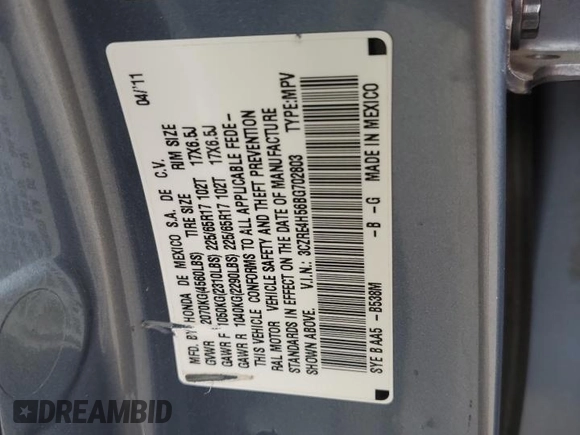 04/'11
MFD. BY HONDA DE MEXICO S.A. DE C.V.
TIRE SIZE RIM SIZE
GVWR 2070KG(4560LBS)
GAWR F 1050KG(2310LBS) 225/65R17 102T 17X6.5J
GAWR R 1040KG(2290LBS) 225/65R17 102T 17X6.5J
THIS VEHICLE CONFORMS TO ALL APPLICABLE FEDE-
RAL MOTOR VEHICLE SAFETY AND THEFT PREVENTION
STANDARDS IN EFFECT ON THE DATE OF MANUFACTURE
SHOWN ABOVE.
V.I.N.: 3CZRE4H56BG702803 TYPE:MPV
SYE B AA5 -B538M -B -G MADE IN MEXICO
DREAMBID